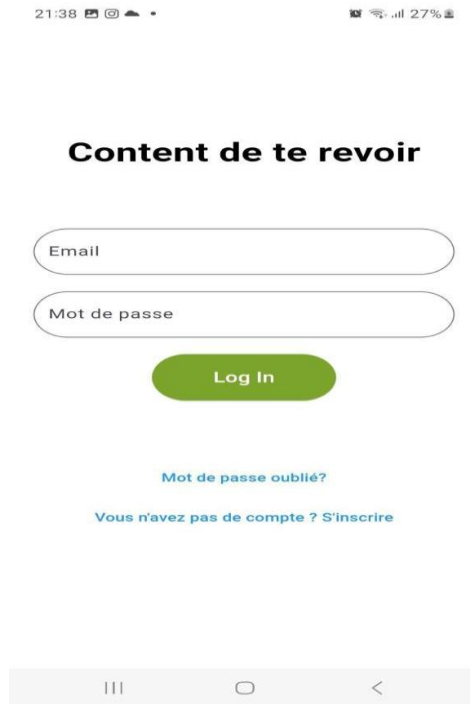 21:38
27%
Content de te revoir
Email
Mot de passe
Log In
Mot de passe oublié?
Vous n'avez pas de compte ? S'inscrire